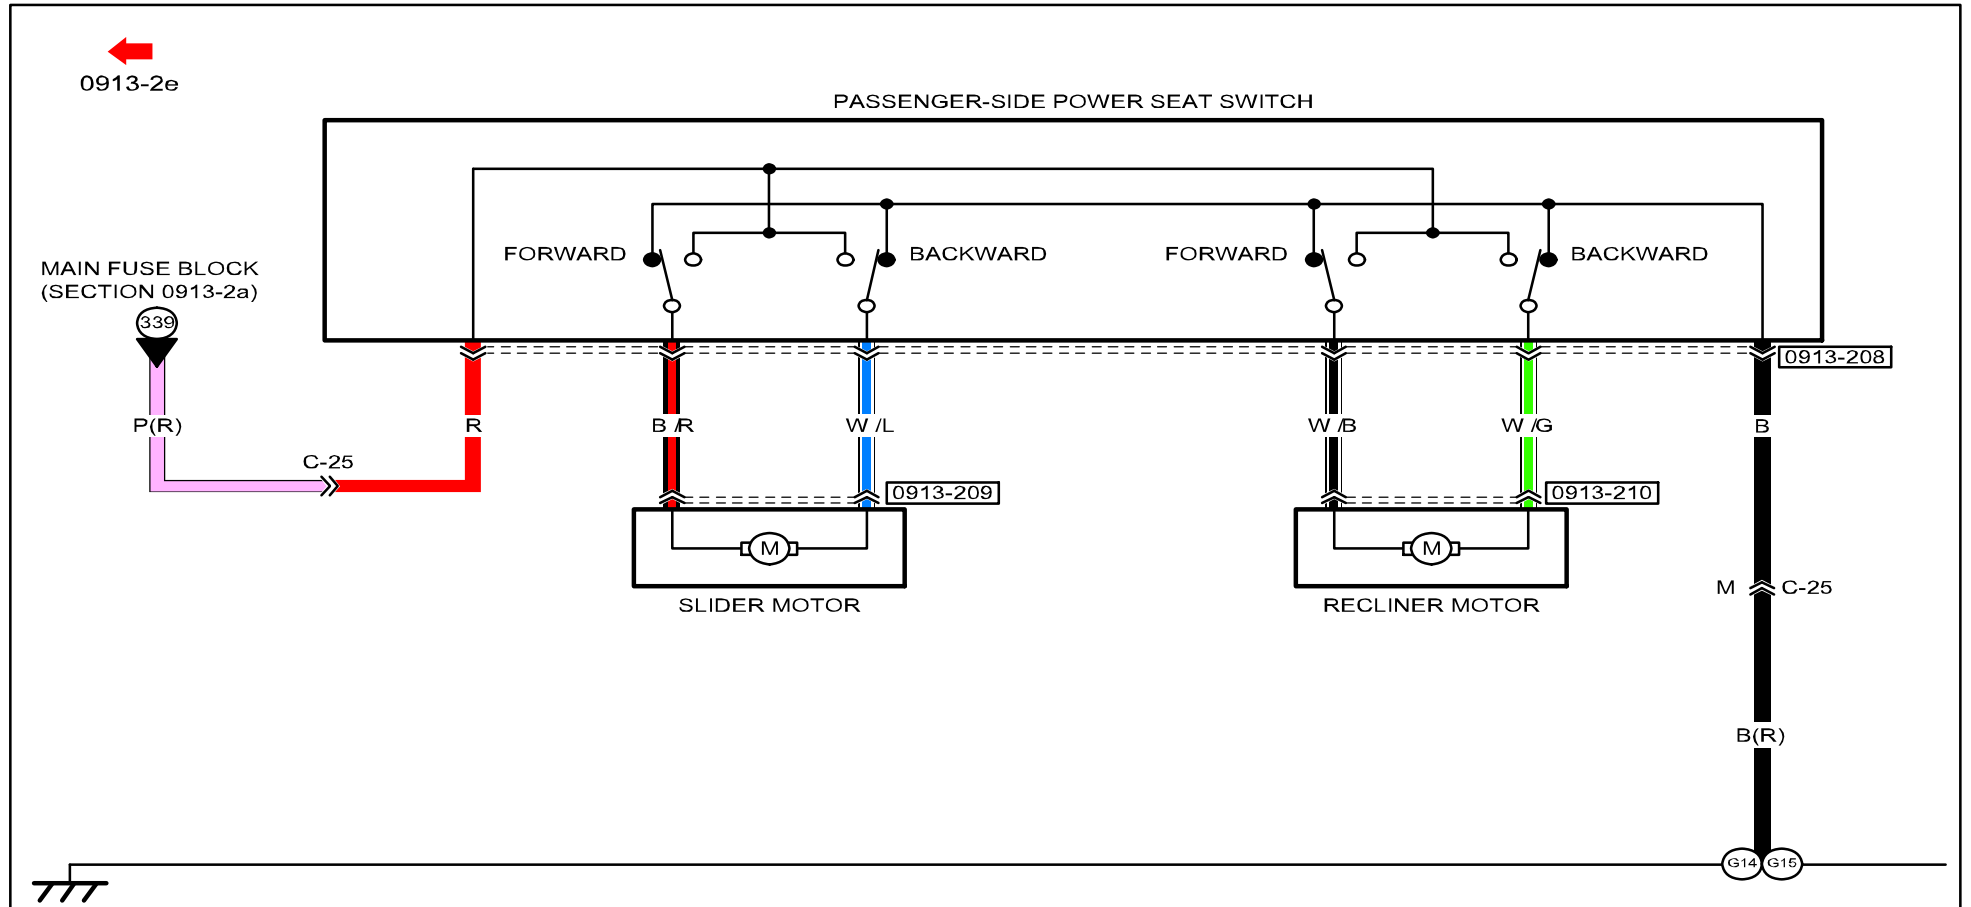 0913-2e
PASSENGER-SIDE POWER SEAT SWITCH
FORWARD
BACKWARD
FORWARD
BACKWARD
MAIN FUSE BLOCK
(SECTION 0913-2a)
339
0913-208
P(R)
R
B/R
W/L
W/B
W/G
B
C-25
0913-209
0913-210
M
M
SLIDER MOTOR
RECLINER MOTOR
M
C-25
B(R)
G14
G15